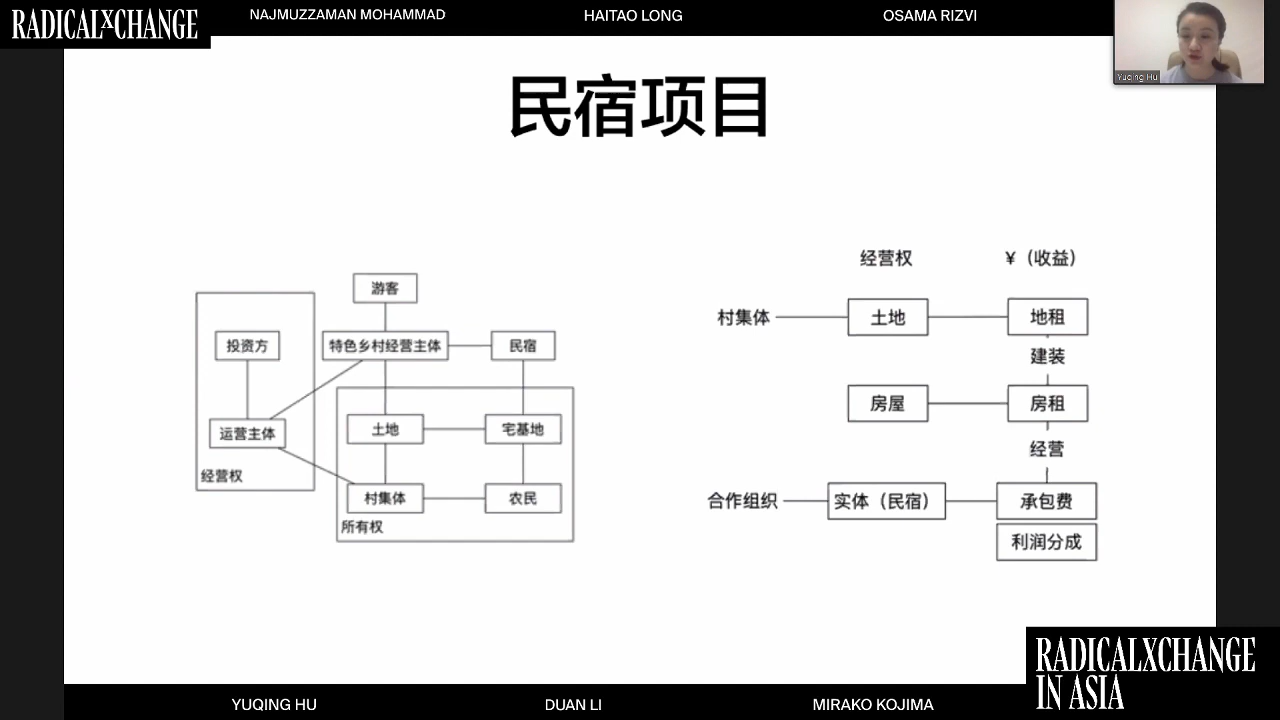 RADICALXCHANGE
NAJMUZZAMAN MOHAMMAD
HAITAO LONG
OSAMA RIZVI
Yuqing Hu
民宿项目
游客
投资方
特色乡村经营主体
民宿
运营主体
土地
宅基地
经营权
村集体
农民
所有权
经营权
¥（收益）
村集体
土地
地租
建装
房屋
房租
经营
合作组织
实体（民宿）
承包费
利润分成
RADICALXCHANGE
IN ASIA
YUQING HU
DUAN LI
MIRAKO KOJIMA